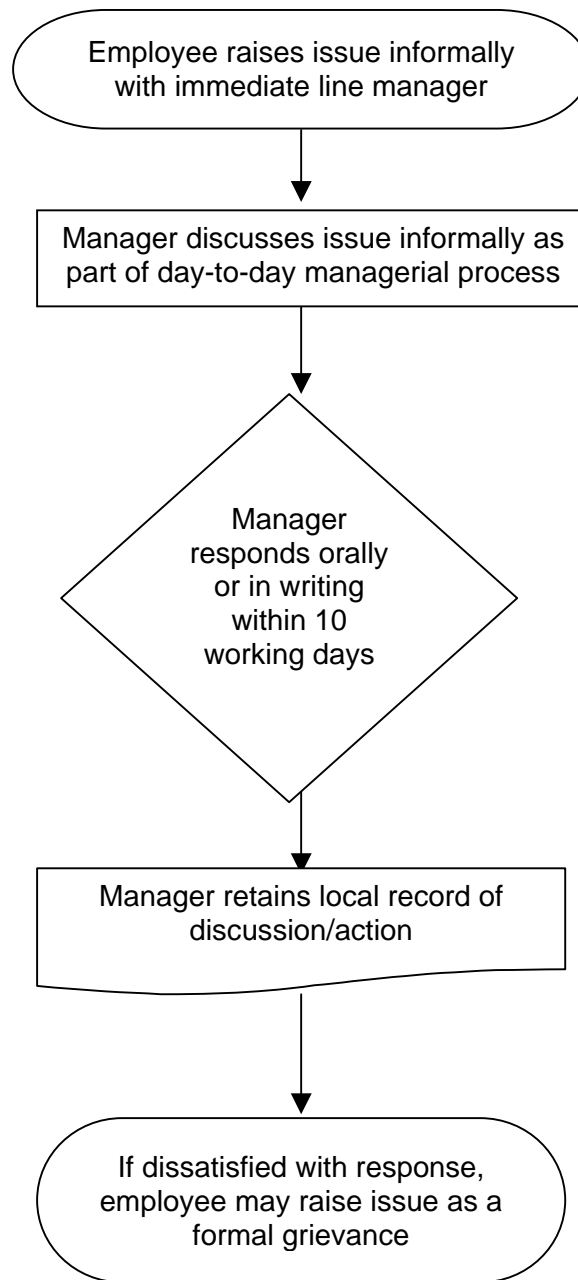 Employee raises issue informally
with immediate line manager
Manager discusses issue informally as
part of day-to-day managerial process
Manager
responds orally
or in writing
within 10
working days
Manager retains local record of
discussion/action
If dissatisfied with response,
employee may raise issue as a
formal grievance